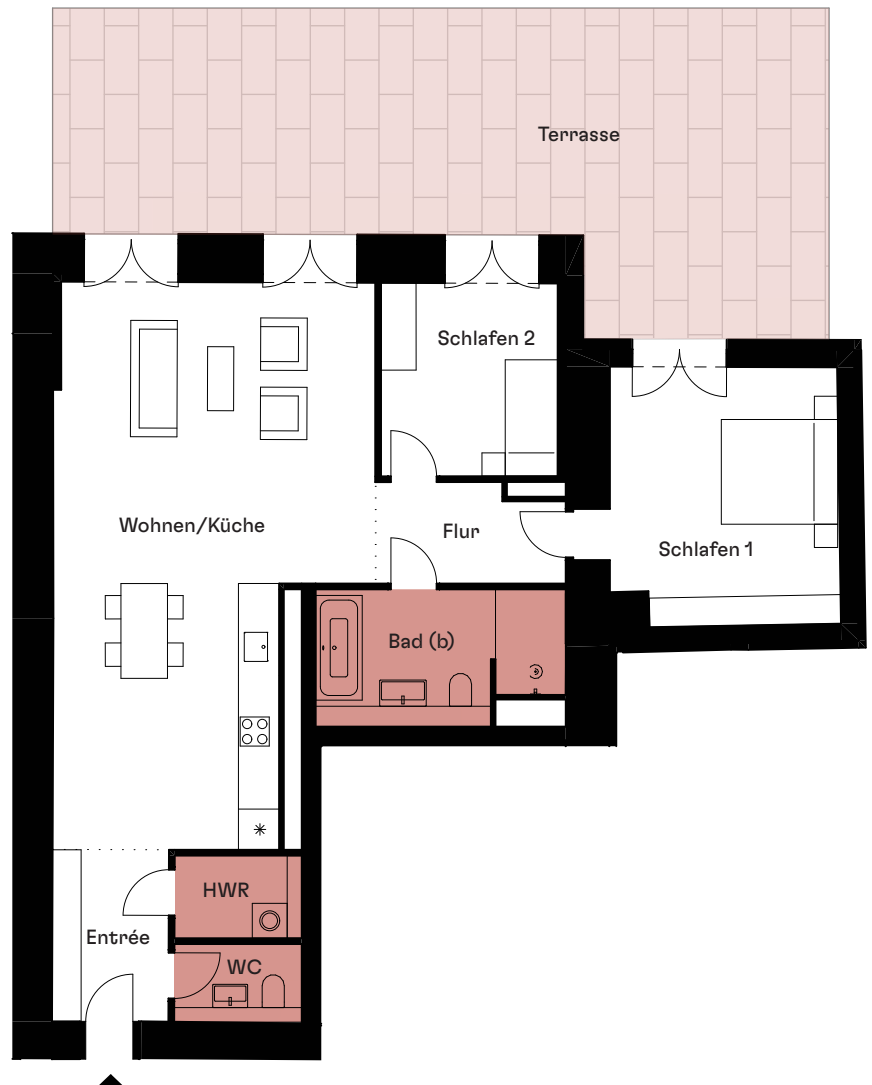 Terrasse
Schlafen 2
Wohnen/Küche
Flur
Schlafen 1
Bad (b)
HWR
Entrée
WC